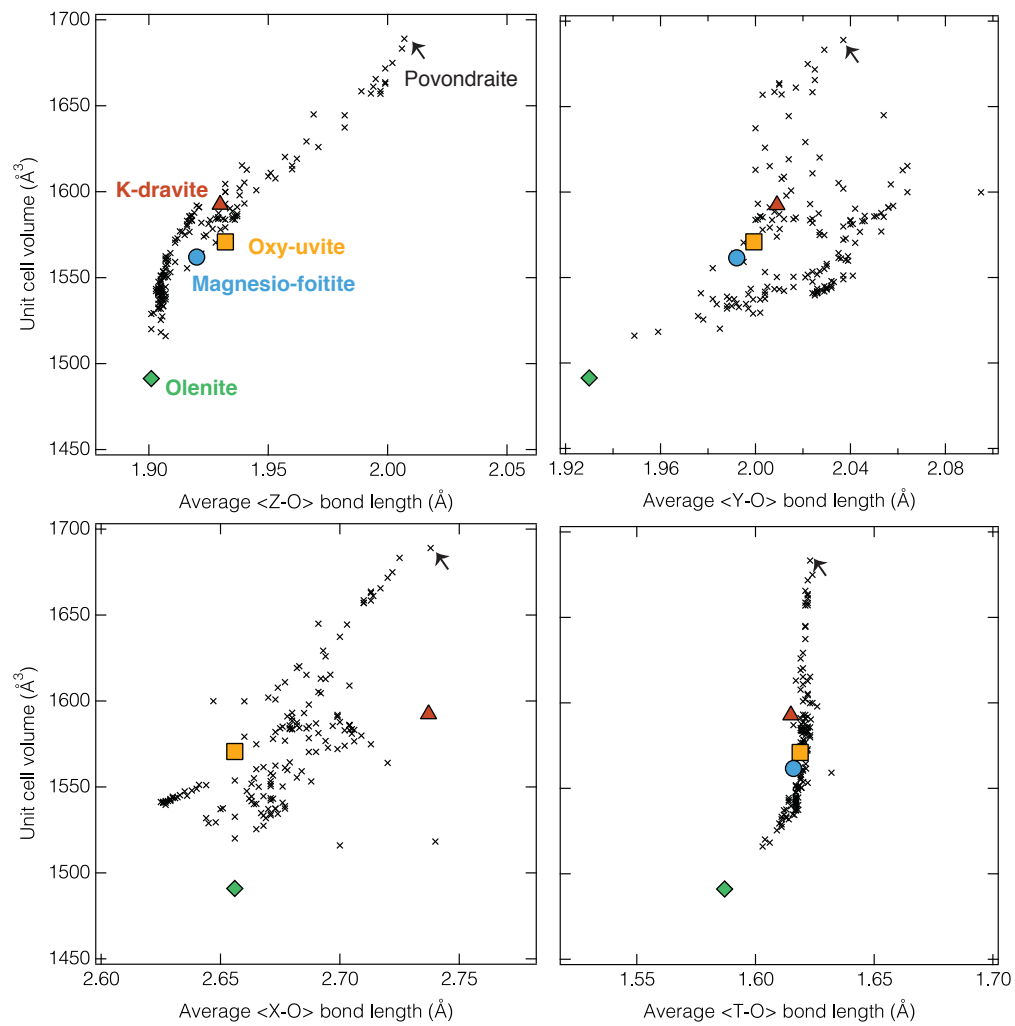 1700
1650
1600
1550
1500
1450
Unit cell volume (Å³)
Povondraite
K-dravite
Oxy-uvite
Magnesio-foitite
Olenite
1.90
1.95
2.00
2.05
Average <Z-O> bond length (Å)
1.92
1.96
2.00
2.04
2.08
Average <Y-O> bond length (Å)
1700
1650
1600
1550
1500
1450
Unit cell volume (Å³)
2.60
2.65
2.70
2.75
Average <X-O> bond length (Å)
1.55
1.60
1.65
1.70
Average <T-O> bond length (Å)